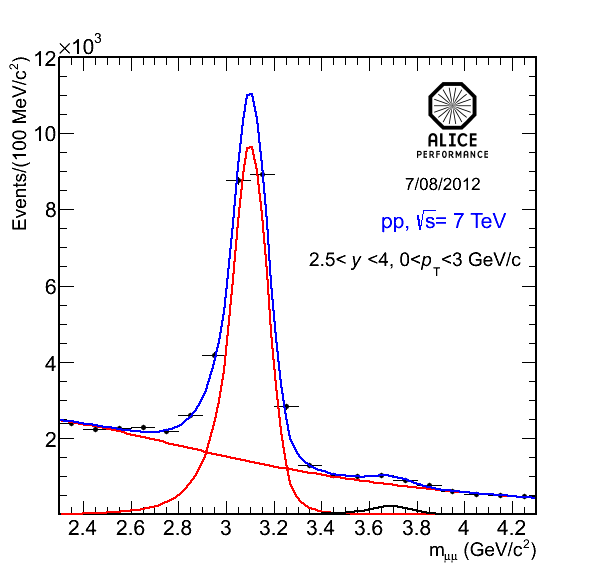 ×10³
Events/(100 MeV/c²)
12
10
8
6
4
2
ALICE
PERFORMANCE
7/08/2012
pp, √s= 7 TeV
2.5< y <4, 0<p_T<3 GeV/c
2.4 2.6 2.8 3 3.2 3.4 3.6 3.8 4 4.2
m_μμ (GeV/c²)